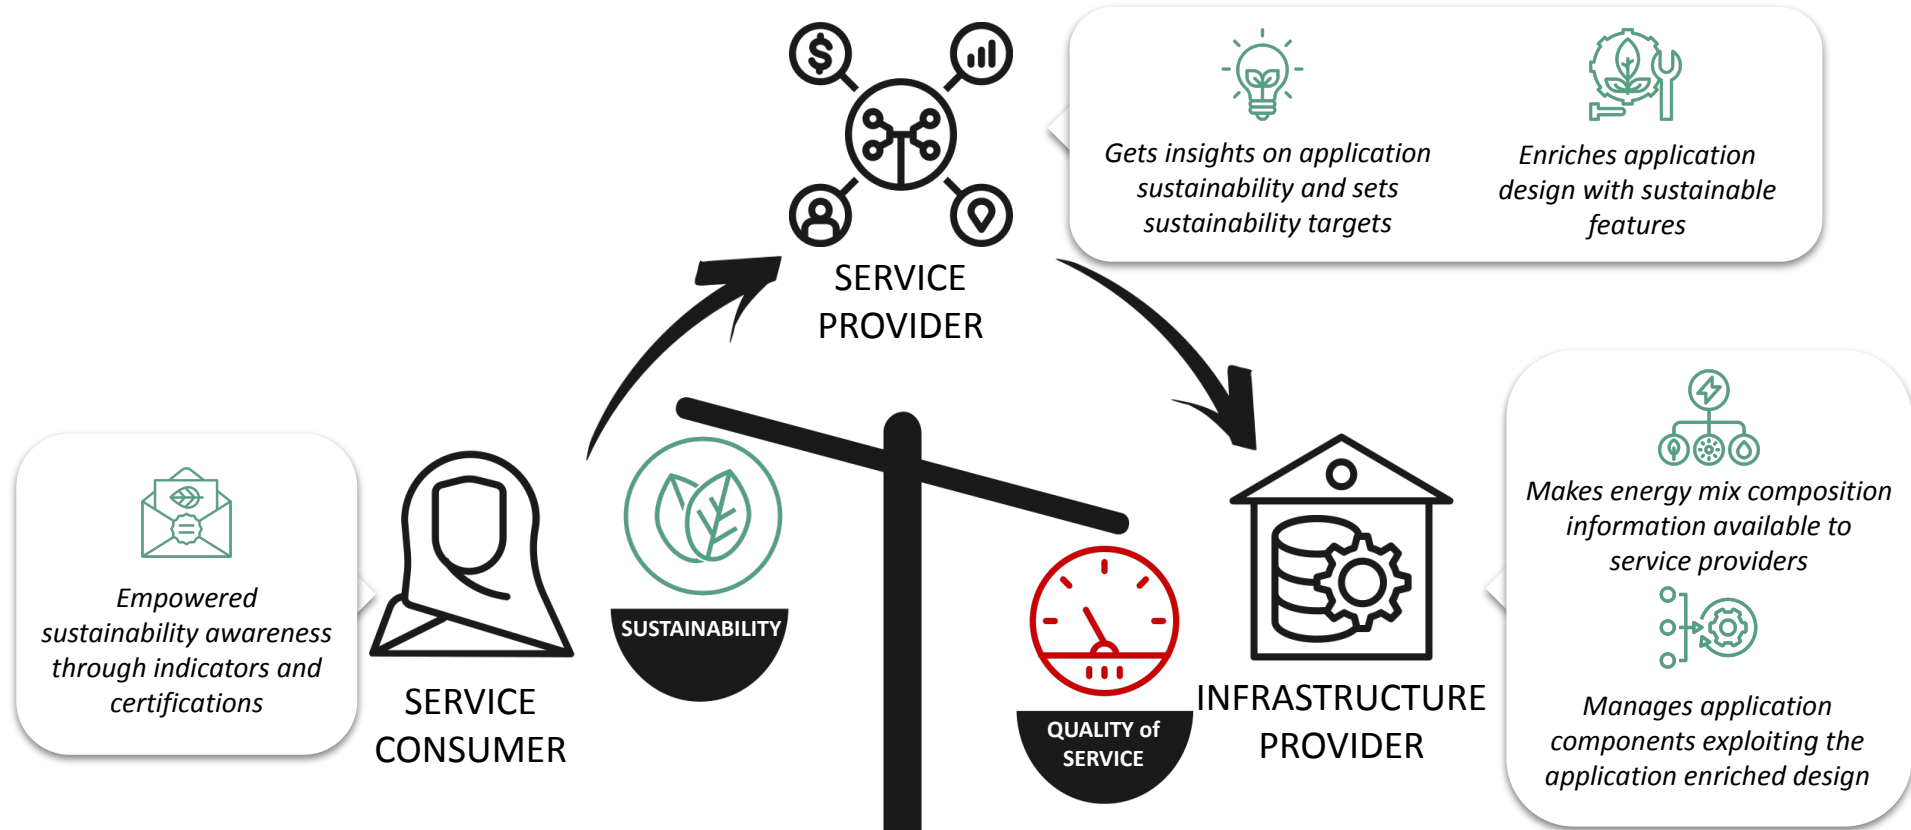 Gets insights on application
sustainability and sets
sustainability targets
Enriches application
design with sustainable
features
SERVICE
PROVIDER
Empowered
sustainability awareness
through indicators and
certifications
SERVICE
CONSUMER
SUSTAINABILITY
QUALITY of
SERVICE
INFRASTRUCTURE
PROVIDER
Makes energy mix composition
information available to
service providers
Manages application
components exploiting the
application enriched design